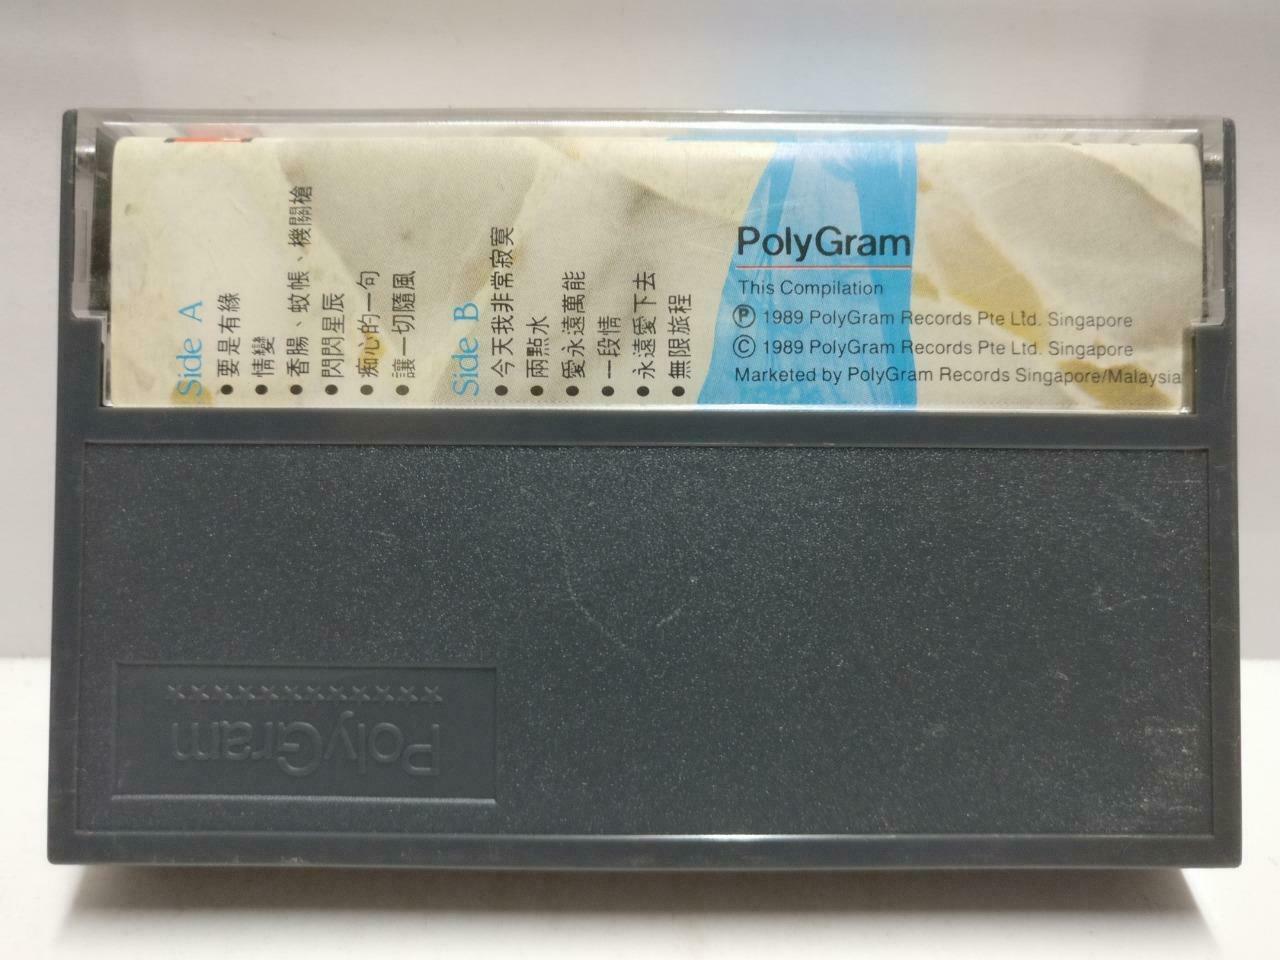 Side A
● 要是有緣
● 情變
● 香腸、蚊帳、機關槍
● 閃閃星辰
● 痴心的一句
● 讓一切隨風
Side B
● 今天我非常寂寞
● 兩點水
● 愛永遠萬能
● 一段情
● 永遠愛下去
● 無限旅程
PolyGram
This Compilation
Ⓟ 1989 PolyGram Records Pte Ltd. Singapore
Ⓒ 1989 PolyGram Records Pte Ltd. Singapore
Marketed by PolyGram Records Singapore/Malaysia
PolyGram